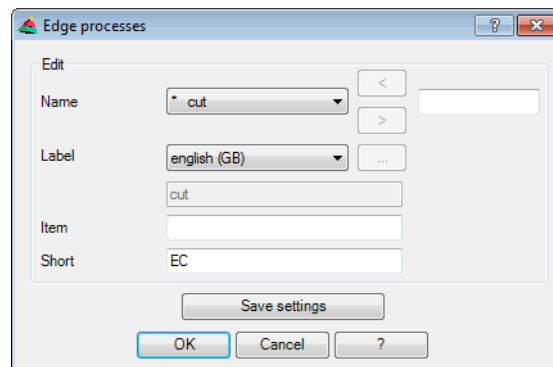 Edge processes
?
Edit
<
Name
* cut
>
Label
english (GB)
...
cut
Item
Short
EC
Save settings
OK
Cancel
?